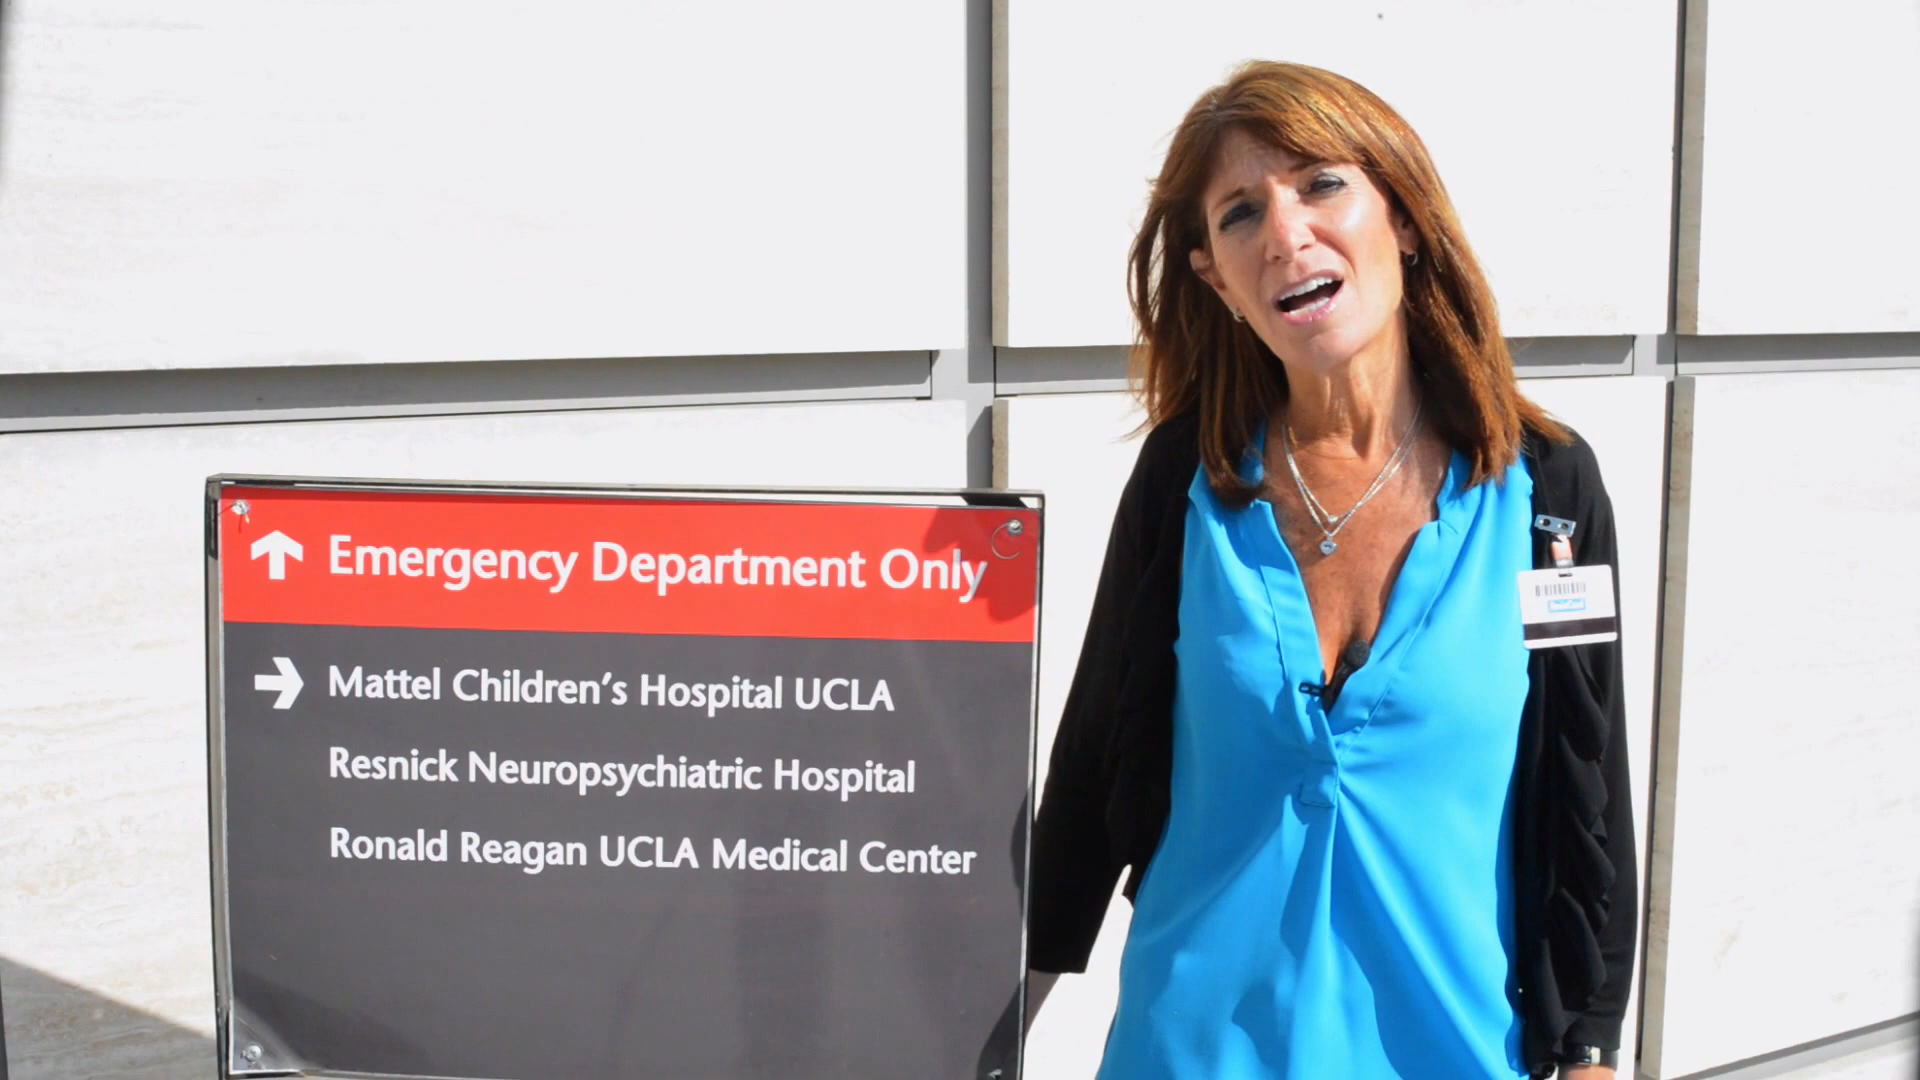 Emergency Department Only
Mattel Children's Hospital UCLA
Resnick Neuropsychiatric Hospital
Ronald Reagan UCLA Medical Center